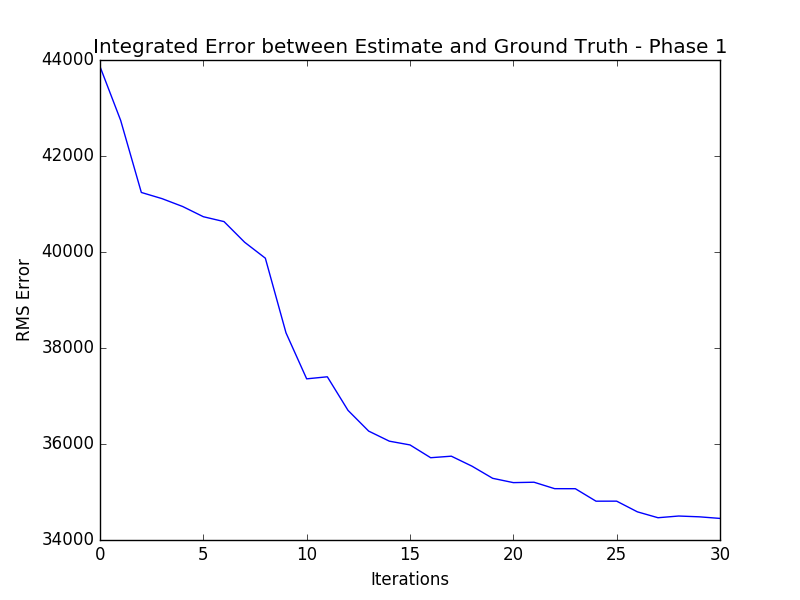 Integrated Error between Estimate and Ground Truth - Phase 1
44000
42000
40000
38000
36000
34000
RMS Error
0 5 10 15 20 25 30
Iterations